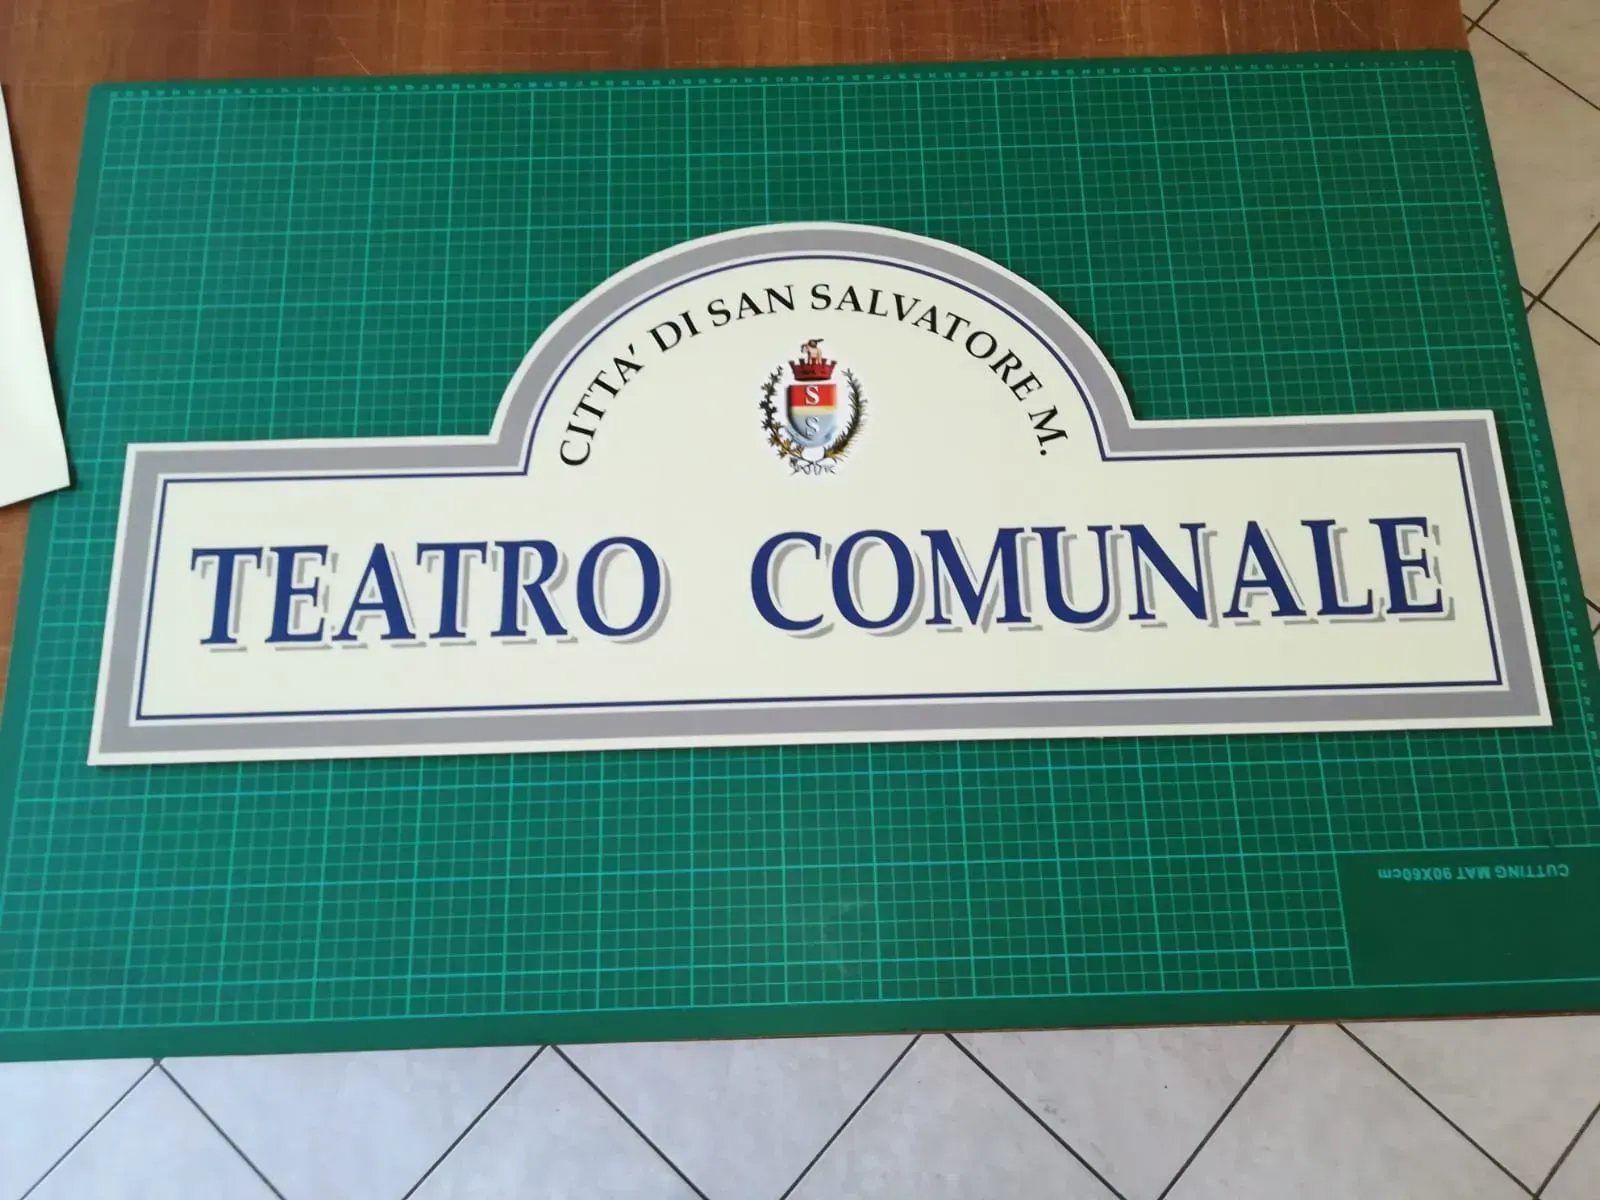 CITTA' DI SAN SALVATORE M.
S
S
TEATRO COMUNALE
CUTTING MAT 90X60cm